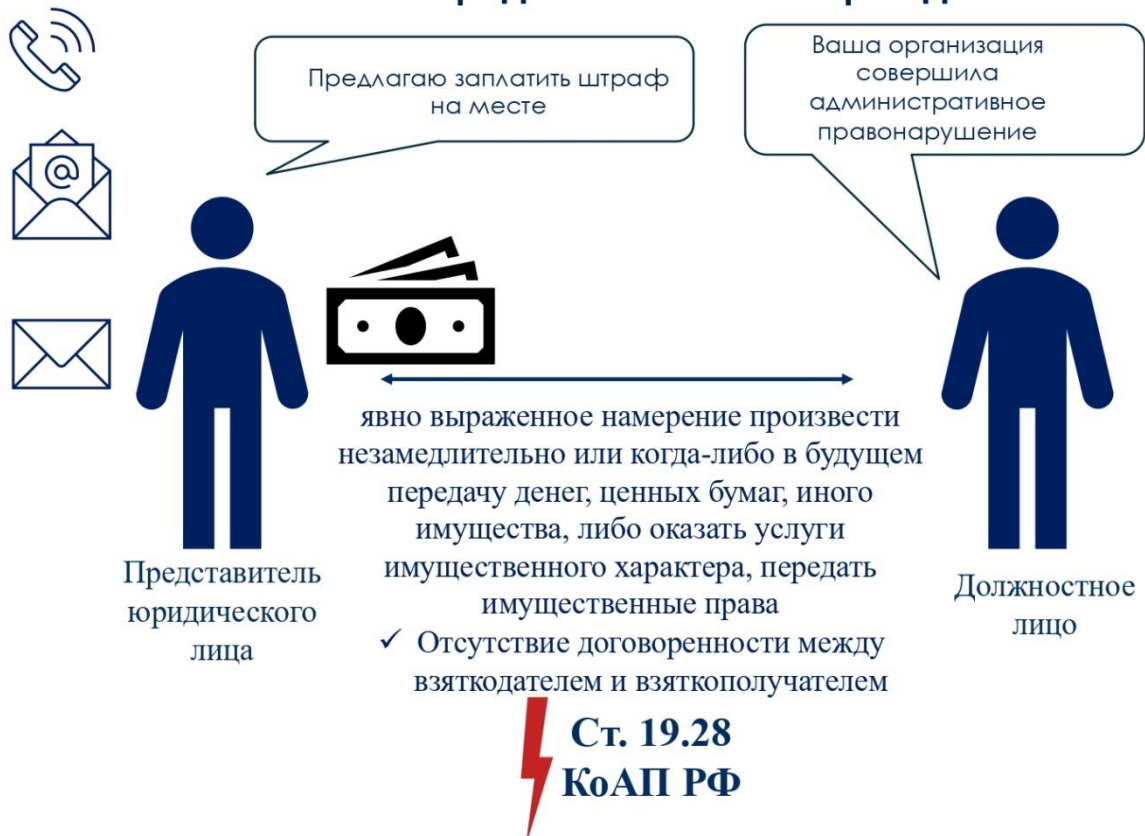 Предлагаю заплатить штраф
на месте
Ваша организация
совершила
административное
правонарушение
@
явно выраженное намерение произвести
незамедлительно или когда-либо в будущем
передачу денег, ценных бумаг, иного
имущества, либо оказать услуги
имущественного характера, передать
имущественные права
✓ Отсутствие договоренности между
взяткодателем и взяткополучателем
Представитель
юридического
лица
Должностное
лицо
Ст. 19.28
КоАП РФ